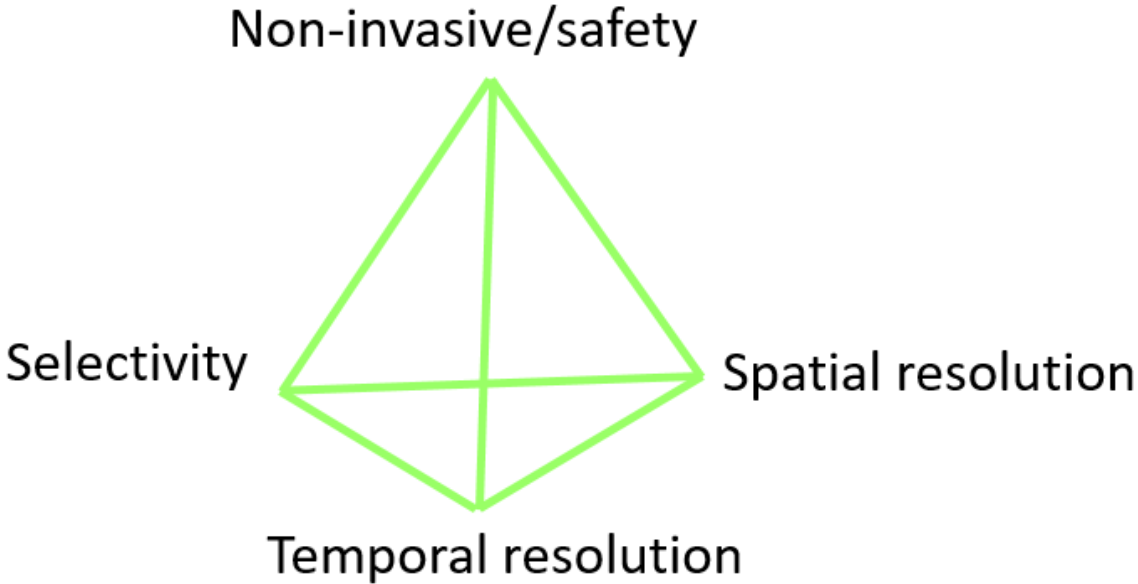 Non-invasive/safety
Selectivity
Spatial resolution
Temporal resolution